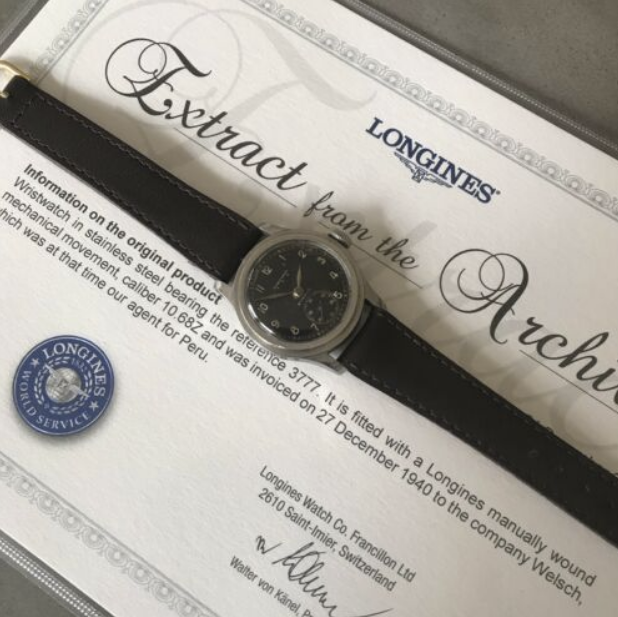 Extract from the Archi
LONGINES
Information on the original product
Wristwatch in stainless steel bearing the reference 3777. It is fitted with a Longines manually wound
mechanical movement, caliber 10.68Z and was invoiced on 27 December 1940 to the company Welsch,
which was at that time our agent for Peru.
LONGINES
WORLD SERVICE
Longines Watch Co. Francillon Ltd
2610 Saint-Imier, Switzerland
Walter von Känel, P